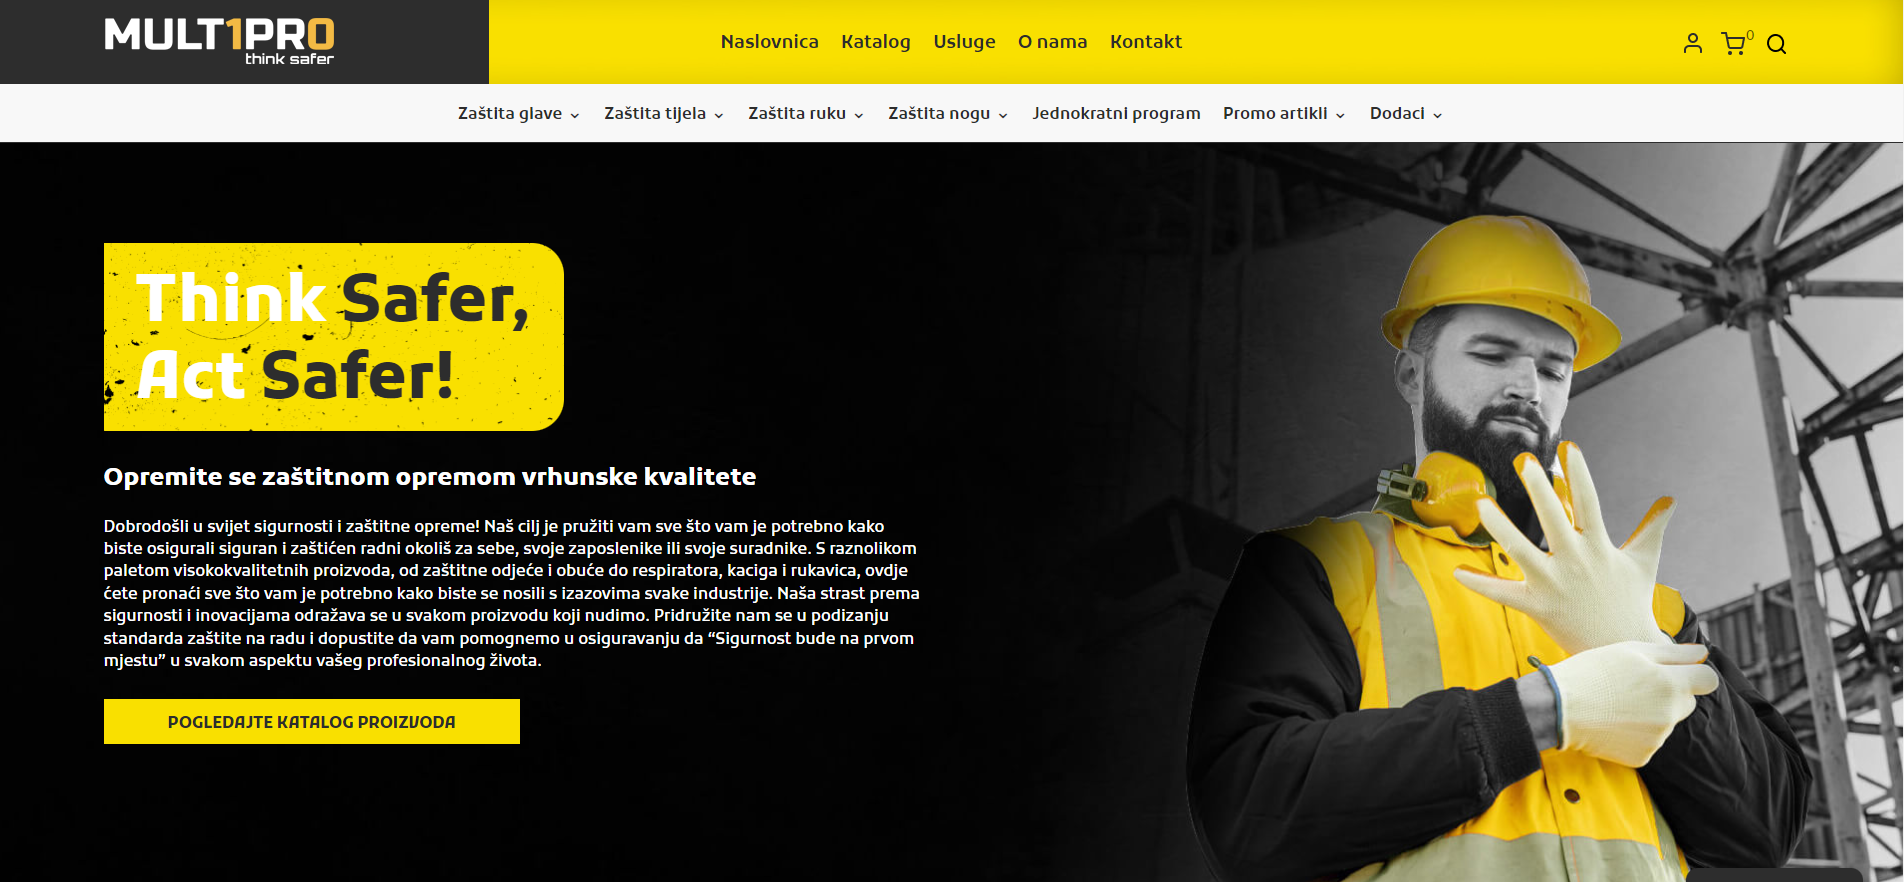 MULT1PRO
think safer
Naslovnica Katalog Usluge O nama Kontakt
0
Zaštita glave Zaštita tijela Zaštita ruku Zaštita nogu Jednokratni program Promo artikli Dodaci
Think Safer,
Act Safer!
Opremite se zaštitnom opremom vrhunske kvalitete
Dobrodošli u svijet sigurnosti i zaštitne opreme! Naš cilj je pružiti vam sve što vam je potrebno kako
biste osigurali siguran i zaštićen radni okoliš za sebe, svoje zaposlenike ili svoje suradnike. S raznolikom
paletom visokokvalitetnih proizvoda, od zaštitne odjeće i obuće do respiratora, kaciga i rukavica, ovdje
ćete pronaći sve što vam je potrebno kako biste se nosili s izazovima svake industrije. Naša strast prema
sigurnosti i inovacijama odražava se u svakom proizvodu koji nudimo. Pridružite nam se u podizanju
standarda zaštite na radu i dopustite da vam pomognemo u osiguravanju da “Sigurnost bude na prvom
mjestu” u svakom aspektu vašeg profesionalnog života.
POGLEDAJTE KATALOG PROIZVODA